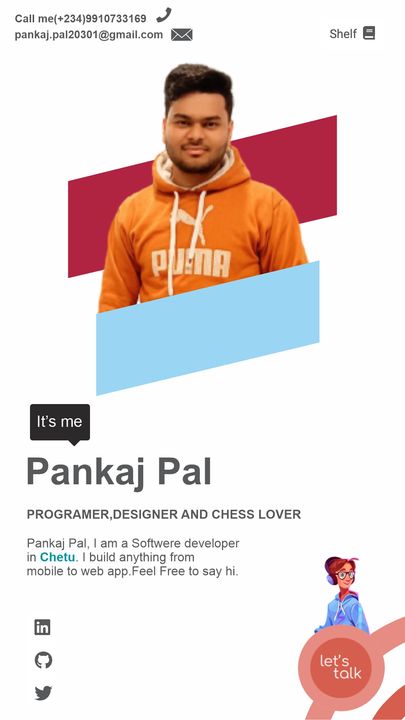 Call me(+234)9910733169
pankaj.pal20301@gmail.com
Shelf
PUMA
It's me
Pankaj Pal
PROGRAMER,DESIGNER AND CHESS LOVER
Pankaj Pal, I am a Softwere developer
in Chetu. I build anything from
mobile to web app.Feel Free to say hi.
in
let's
talk